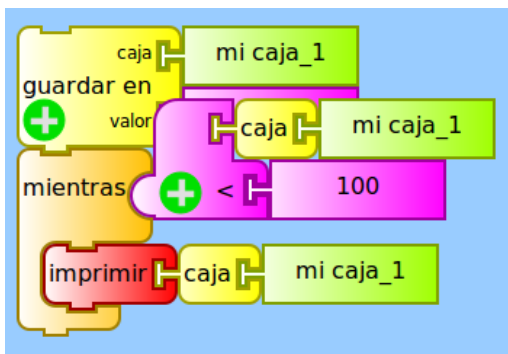 caja mi caja_1
guardar en
valor
caja mi caja_1
mientras < 100
imprimir caja mi caja_1